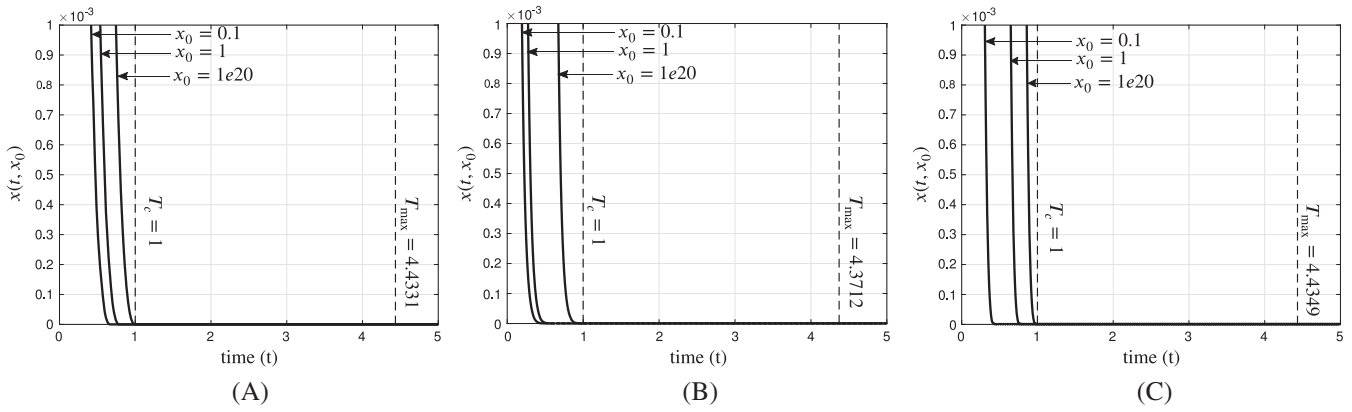 ×10⁻³
1
0.9
0.8
0.7
0.6
0.5
0.4
0.3
0.2
0.1
0
x(t, x₀)
x₀ = 0.1
x₀ = 1
x₀ = 1e20
T_c = 1
T_max = 4.4331
0 1 2 3 4 5
time (t)
(A)
×10⁻³
1
0.9
0.8
0.7
0.6
0.5
0.4
0.3
0.2
0.1
0
x(t, x₀)
x₀ = 0.1
x₀ = 1
x₀ = 1e20
T_c = 1
T_max = 4.3712
0 1 2 3 4 5
time (t)
(B)
×10⁻³
1
0.9
0.8
0.7
0.6
0.5
0.4
0.3
0.2
0.1
0
x(t, x₀)
x₀ = 0.1
x₀ = 1
x₀ = 1e20
T_c = 1
T_max = 4.4349
0 1 2 3 4 5
time (t)
(C)